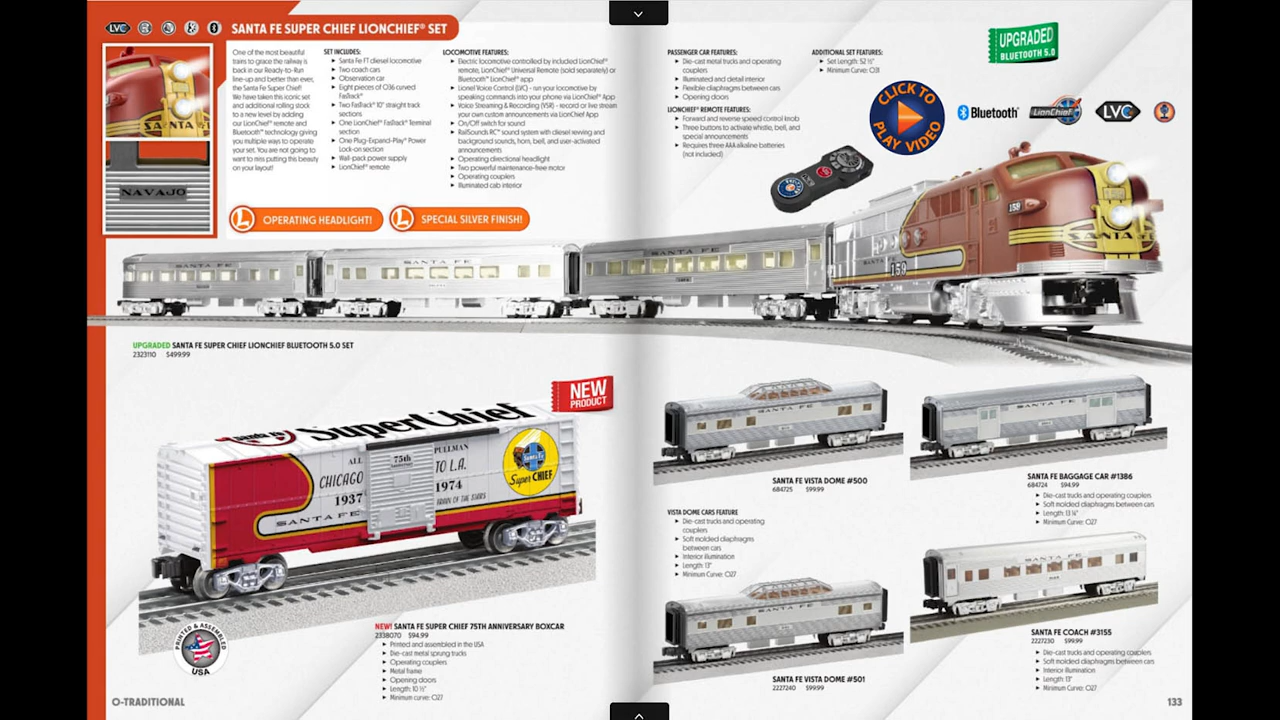 LVC
SANTA FE SUPER CHIEF LIONCHIEF® SET
One of the most beautiful
trains to grace the railway is
back in our Ready-to-Run
line-up and better than ever,
the Santa Fe Super Chief!
We have taken this iconic set
and additional rolling stock
to a new level by adding
our LionChief® remote and
Bluetooth™ technology giving
you multiple ways to operate
your set. You are not going to
want to miss putting this beauty
on your layout!
SET INCLUDES:
► Santa Fe FT diesel locomotive
► Two coach cars
► Observation car
► Eight pieces of O36 curved
FasTrack®
► Two FasTrack® 10" straight track
sections
► One LionChief® FasTrack® Terminal
section
► One Plug-Expand-Play® Power
Lock-on section
► Wall-pack power supply
► LionChief® remote
LOCOMOTIVE FEATURES:
► Electric locomotive controlled by included LionChief®
remote, LionChief® Universal Remote (sold separately) or
Bluetooth™ LionChief® app
► Lionel Voice Control (LVC) - run your locomotive by
speaking commands into your phone via LionChief® App
► Voice Streaming & Recording (VSR) - record or live stream
your own custom announcements via LionChief App
► On/Off switch for sound
► RailSounds RC™ sound system with diesel revving and
background sounds, horn, bell, and user-activated
announcements
► Operating directional headlight
► Two powerful maintenance-free motor
► Operating couplers
► Illuminated cab interior
L OPERATING HEADLIGHT!
L SPECIAL SILVER FINISH!
SANTA
NAVAJO
PASSENGER CAR FEATURES:
► Die-cast metal trucks and operating
couplers
► Illuminated and detail interior
► Flexible diaphragms between cars
► Opening doors
LIONCHIEF® REMOTE FEATURES:
► Forward and reverse speed control knob
► Three buttons to activate whistle, bell, and
special announcements
► Requires three AAA alkaline batteries
(not included)
ADDITIONAL SET FEATURES:
► Set Length: 52 ½"
► Minimum Curve: O31
UPGRADED
BLUETOOTH 5.0
CLICK TO
PLAY VIDEO
Bluetooth®
LionChief
LVC
SANTA FE
SANTA FE
SANTA FE
159
159
SANTA
UPGRADED SANTA FE SUPER CHIEF LIONCHIEF BLUETOOTH 5.0 SET
2323110 $499.99
NEW
PRODUCT
Super Chief
ALL
PULLMAN
CHICAGO
75th
TO L.A.
1937
1974
SANTA FE
TRAIN OF THE STARS
Santa Fe
Super CHIEF
PRINTED & ASSEMBLED
USA
NEW! SANTA FE SUPER CHIEF 75TH ANNIVERSARY BOXCAR
2338070 $94.99
► Printed and assembled in the USA
► Die-cast metal sprung trucks
► Operating couplers
► Metal frame
► Opening doors
► Length: 10 ½"
► Minimum curve: O27
SANTA FE
SANTA FE VISTA DOME #500
684725 $99.99
VISTA DOME CARS FEATURE
► Die-cast trucks and operating
couplers
► Soft molded diaphragms
between cars
► Interior illumination
► Length: 13"
► Minimum Curve: O27
SANTA FE
SANTA FE VISTA DOME #501
2227240 $99.99
SANTA FE
SANTA FE BAGGAGE CAR #1386
684724 $94.99
► Die-cast trucks and operating couplers
► Soft molded diaphragms between cars
► Length: 13 ¼"
► Minimum Curve: O27
SANTA FE
SANTA FE COACH #3155
2227230 $99.99
► Die-cast trucks and operating couplers
► Soft molded diaphragms between cars
► Interior illumination
► Length: 13"
► Minimum Curve: O27
O-TRADITIONAL
133